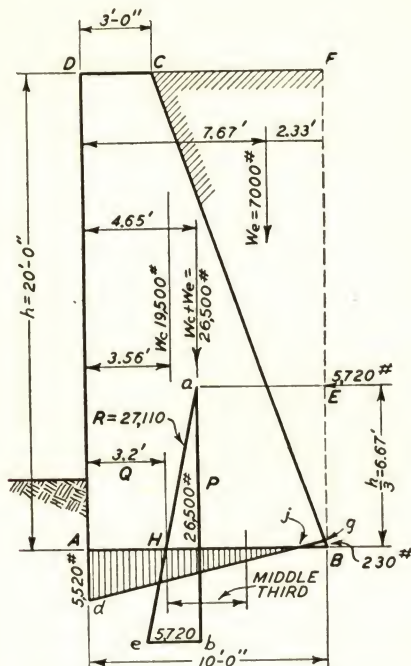 3'-0"
D
C
F
7.67'
2.33'
We = 7000#
4.65'
h = 20'-0"
Wc 19,500#
Wc + We =
26,500#
3.56'
5,720#
a
E
R = 27,110
3.2'
Q
P
h/3 = 6.67'
26,500#
j
g
A
H
B
230#
5,520#
d
MIDDLE
THIRD
e
5720
b
10'-0"